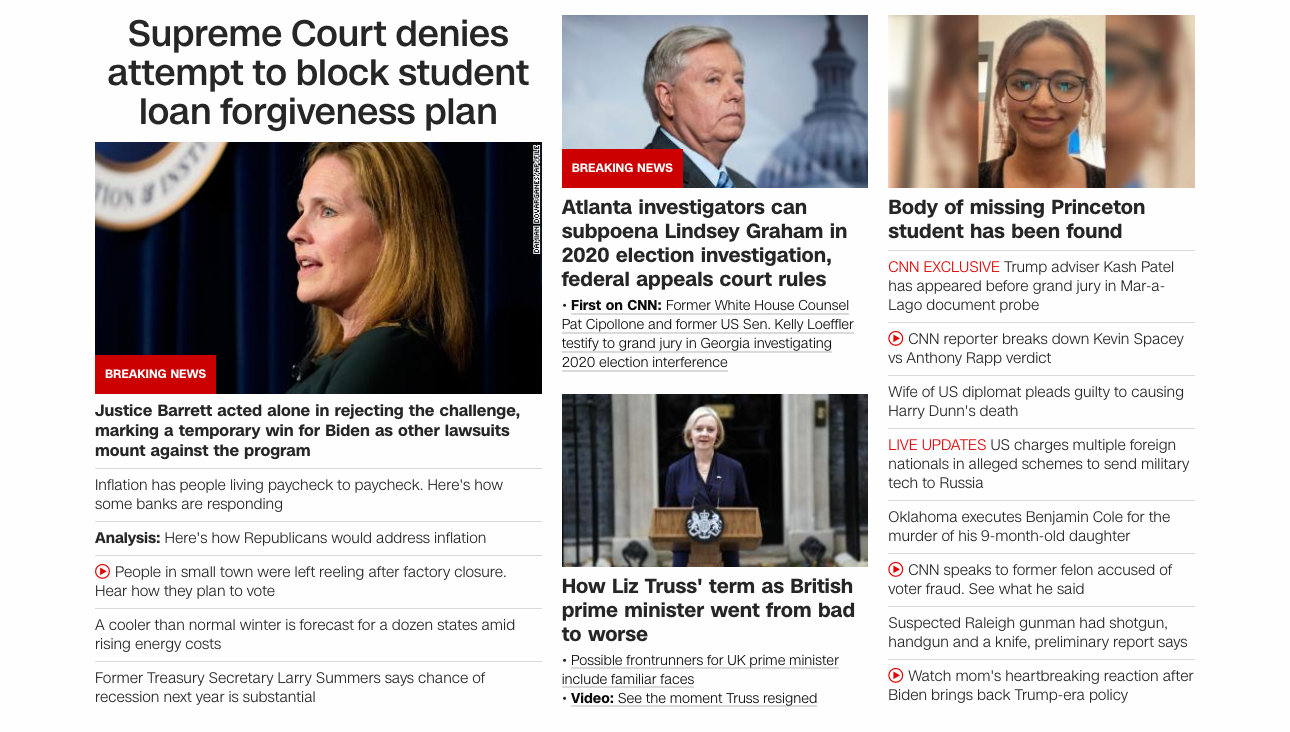 Supreme Court denies
attempt to block student
loan forgiveness plan
TION & INSTIT
DAMIAN DOVARGANES/AP/FILE
BREAKING NEWS
Justice Barrett acted alone in rejecting the challenge,
marking a temporary win for Biden as other lawsuits
mount against the program
Inflation has people living paycheck to paycheck. Here's how
some banks are responding
Analysis: Here's how Republicans would address inflation
People in small town were left reeling after factory closure.
Hear how they plan to vote
A cooler than normal winter is forecast for a dozen states amid
rising energy costs
Former Treasury Secretary Larry Summers says chance of
recession next year is substantial
BREAKING NEWS
Atlanta investigators can
subpoena Lindsey Graham in
2020 election investigation,
federal appeals court rules
• First on CNN: Former White House Counsel
Pat Cipollone and former US Sen. Kelly Loeffler
testify to grand jury in Georgia investigating
2020 election interference
How Liz Truss' term as British
prime minister went from bad
to worse
• Possible frontrunners for UK prime minister
include familiar faces
• Video: See the moment Truss resigned
Body of missing Princeton
student has been found
CNN EXCLUSIVE Trump adviser Kash Patel
has appeared before grand jury in Mar-a-
Lago document probe
CNN reporter breaks down Kevin Spacey
vs Anthony Rapp verdict
Wife of US diplomat pleads guilty to causing
Harry Dunn's death
LIVE UPDATES US charges multiple foreign
nationals in alleged schemes to send military
tech to Russia
Oklahoma executes Benjamin Cole for the
murder of his 9-month-old daughter
CNN speaks to former felon accused of
voter fraud. See what he said
Suspected Raleigh gunman had shotgun,
handgun and a knife, preliminary report says
Watch mom's heartbreaking reaction after
Biden brings back Trump-era policy